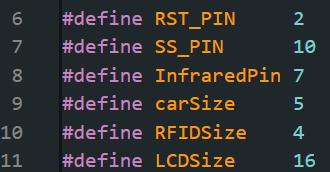 6 #define RST_PIN 2
7 #define SS_PIN 10
8 #define InfraredPin 7
9 #define carSize 5
10 #define RFIDSize 4
11 #define LCDSize 16